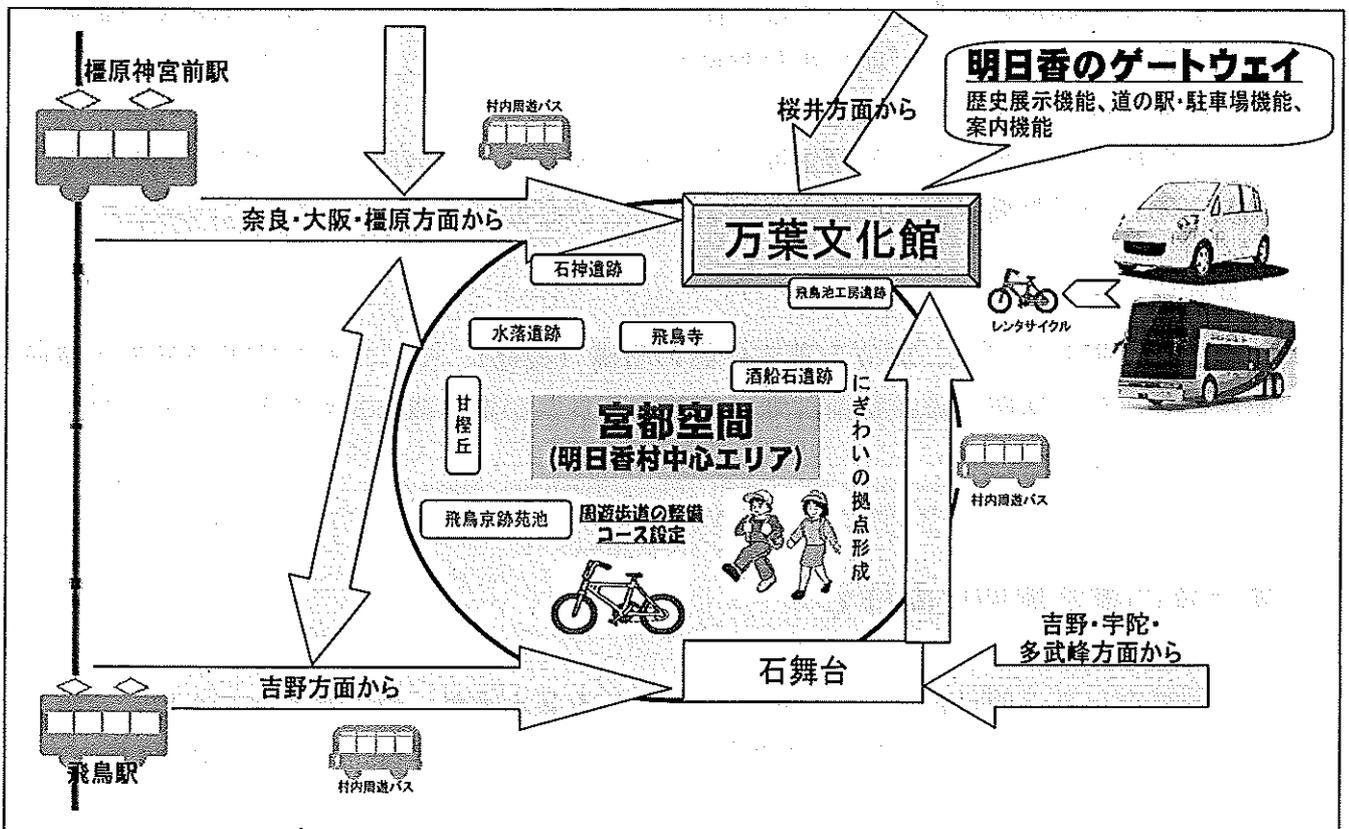 橿原神宮前駅
村内周遊バス
桜井方面から
明日香のゲートウェイ
歴史展示機能、道の駅・駐車場機能、
案内機能
奈良・大阪・橿原方面から
万葉文化館
石神遺跡
飛鳥池工房遺跡
レンタサイクル
水落遺跡
飛鳥寺
酒船石遺跡
甘樫丘
宮都空間
(明日香村中心エリア)
にぎわいの拠点形成
村内周遊バス
飛鳥京跡苑池
周遊歩道の整備
コース設定
吉野・宇陀・
多武峰方面から
石舞台
吉野方面から
飛鳥駅
村内周遊バス